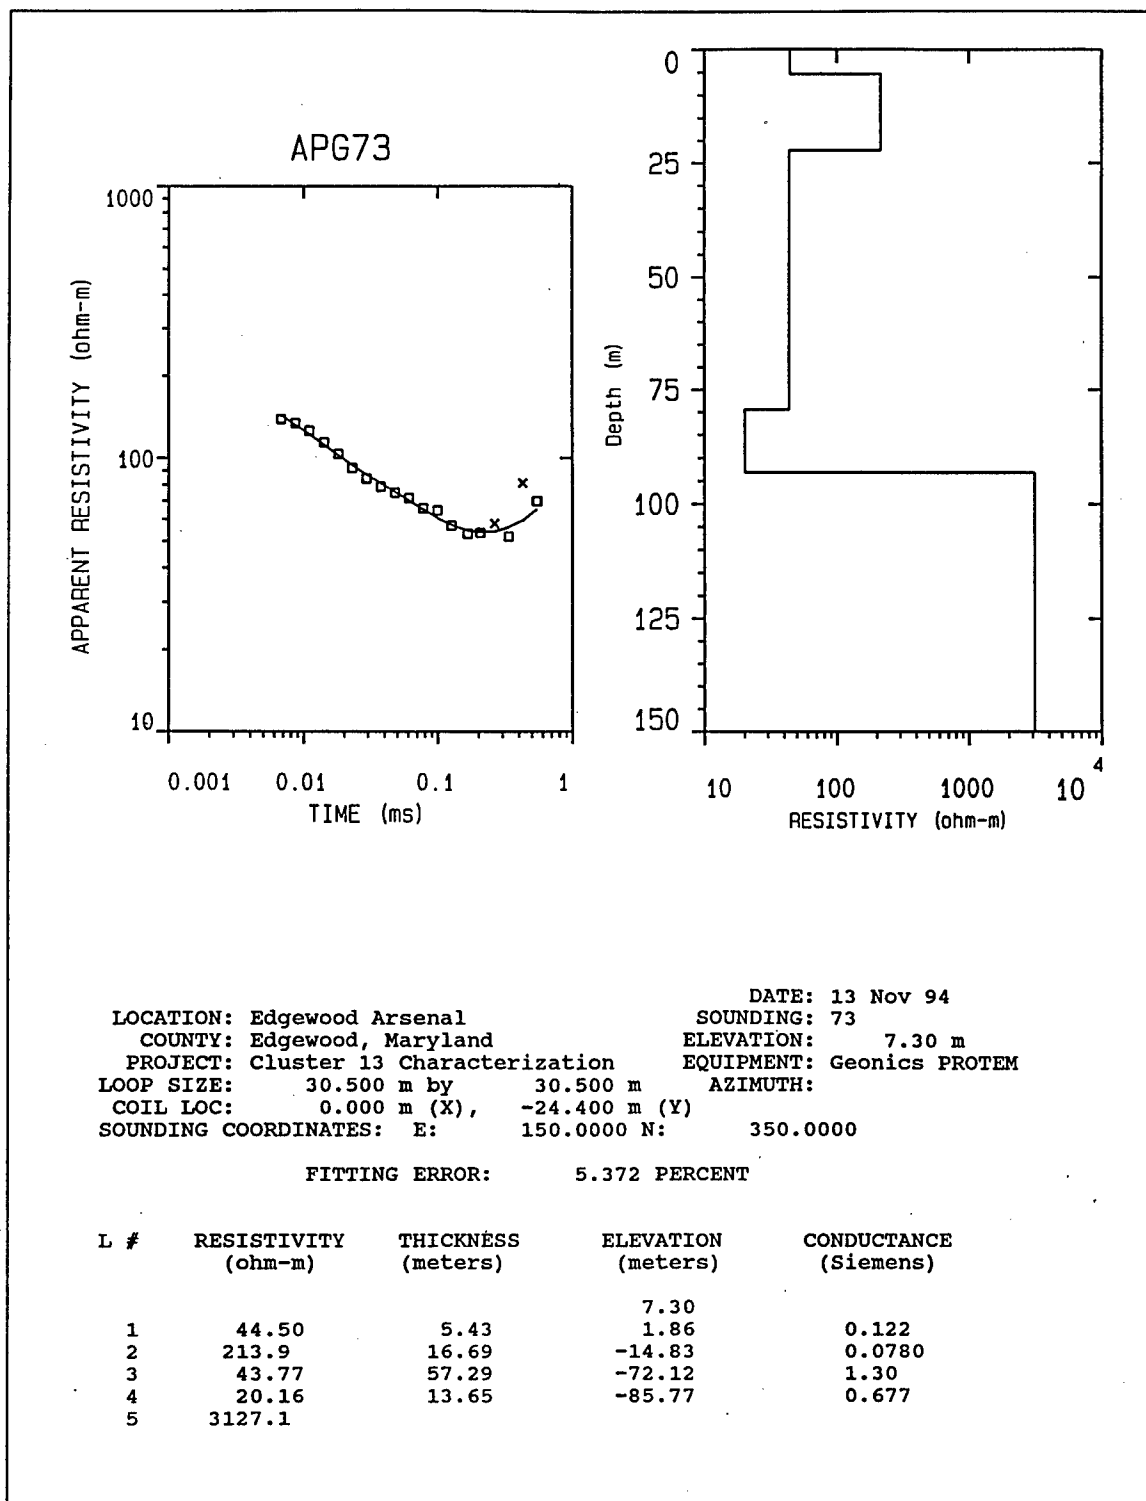 APG73
1000
100
10
APPARENT RESISTIVITY (ohm-m)
0.001 0.01 0.1 1
TIME (ms)
0
25
50
75
100
125
150
Depth (m)
10 100 1000 10 4
RESISTIVITY (ohm-m)
DATE: 13 Nov 94
LOCATION: Edgewood Arsenal SOUNDING: 73
COUNTY: Edgewood, Maryland ELEVATION: 7.30 m
PROJECT: Cluster 13 Characterization EQUIPMENT: Geonics PROTEM
LOOP SIZE: 30.500 m by 30.500 m AZIMUTH:
COIL LOC: 0.000 m (X), -24.400 m (Y)
SOUNDING COORDINATES: E: 150.0000 N: 350.0000
FITTING ERROR: 5.372 PERCENT
L # RESISTIVITY THICKNESS ELEVATION CONDUCTANCE
(ohm-m) (meters) (meters) (Siemens)
7.30
1 44.50 5.43 1.86 0.122
2 213.9 16.69 -14.83 0.0780
3 43.77 57.29 -72.12 1.30
4 20.16 13.65 -85.77 0.677
5 3127.1